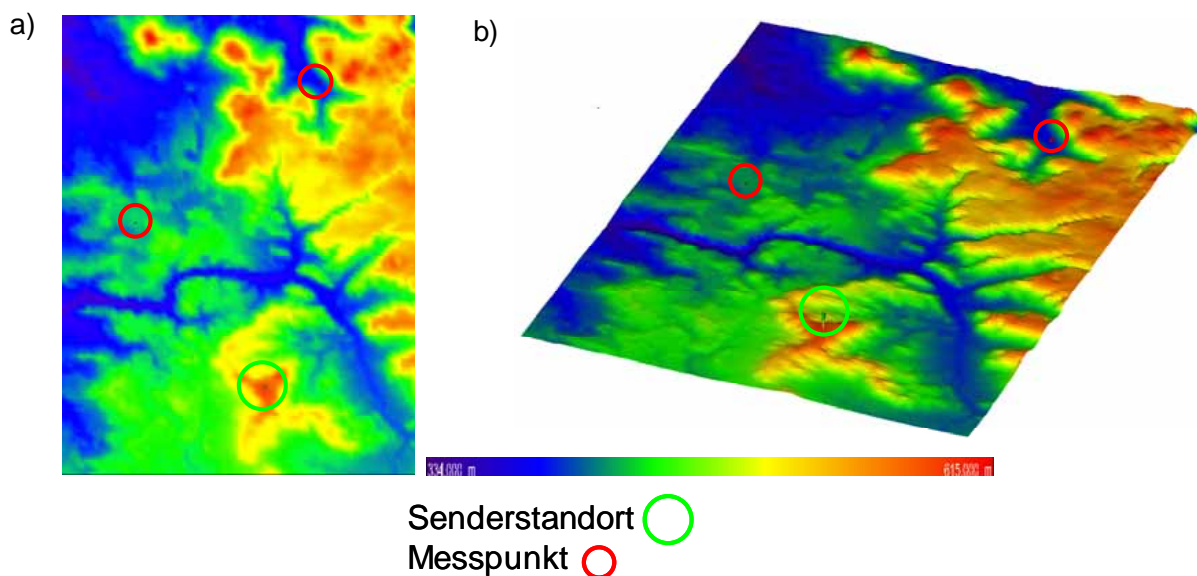 a)
b)
334.000 m
615.000 m
Senderstandort
Messpunkt